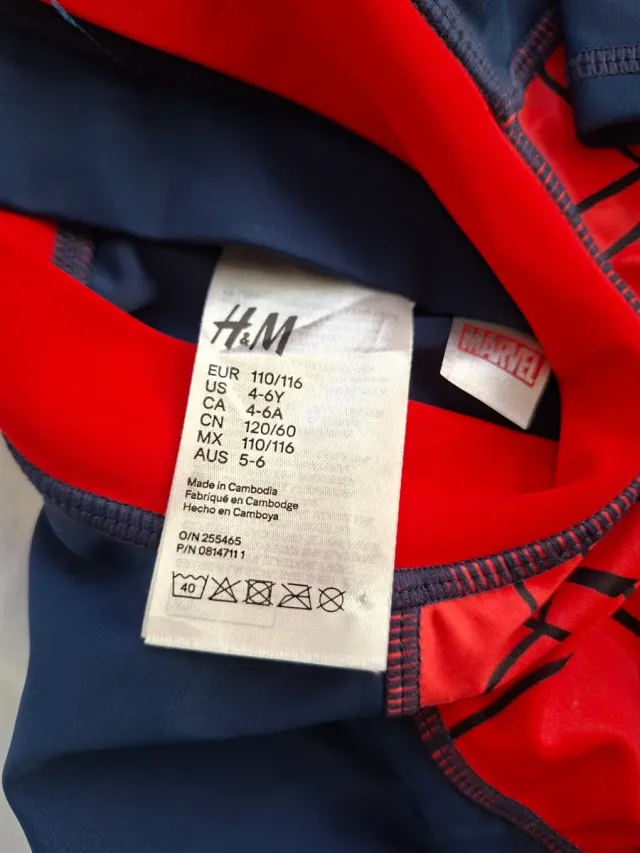 H&M
MARVEL
EUR 110/116
US 4-6Y
CA 4-6A
CN 120/60
MX 110/116
AUS 5-6
Made in Cambodia
Fabriqué en Cambodge
Hecho en Camboya
O/N 255465
P/N 0814711 1
40